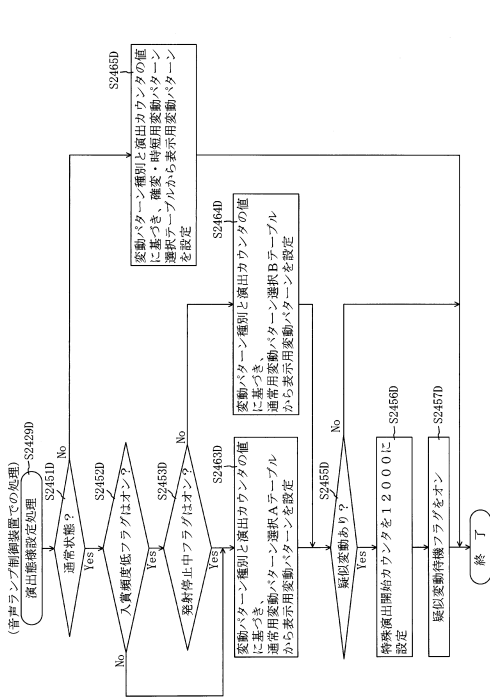 (音声ランプ制御装置での処理)
演出態様設定処理
S2429D
S2451D
通常状態?
No
Yes
S2452D
入賞頻度低フラグはオン?
No
Yes
S2453D
発射停止中フラグはオン?
No
Yes
S2463D
変動パターン種別と演出カウンタの値
に基づき、
通常用変動パターン選択Aテーブル
から表示用変動パターンを設定
S2464D
変動パターン種別と演出カウンタの値
に基づき、
通常用変動パターン選択Bテーブル
から表示用変動パターンを設定
S2465D
変動パターン種別と演出カウンタの値
に基づき、確変・時短用変動パターン
選択テーブルから表示用変動パターン
を設定
S2455D
疑似変動あり?
No
Yes
S2456D
特殊演出開始カウンタを12000に
設定
S2457D
疑似変動待機フラグをオン
終了